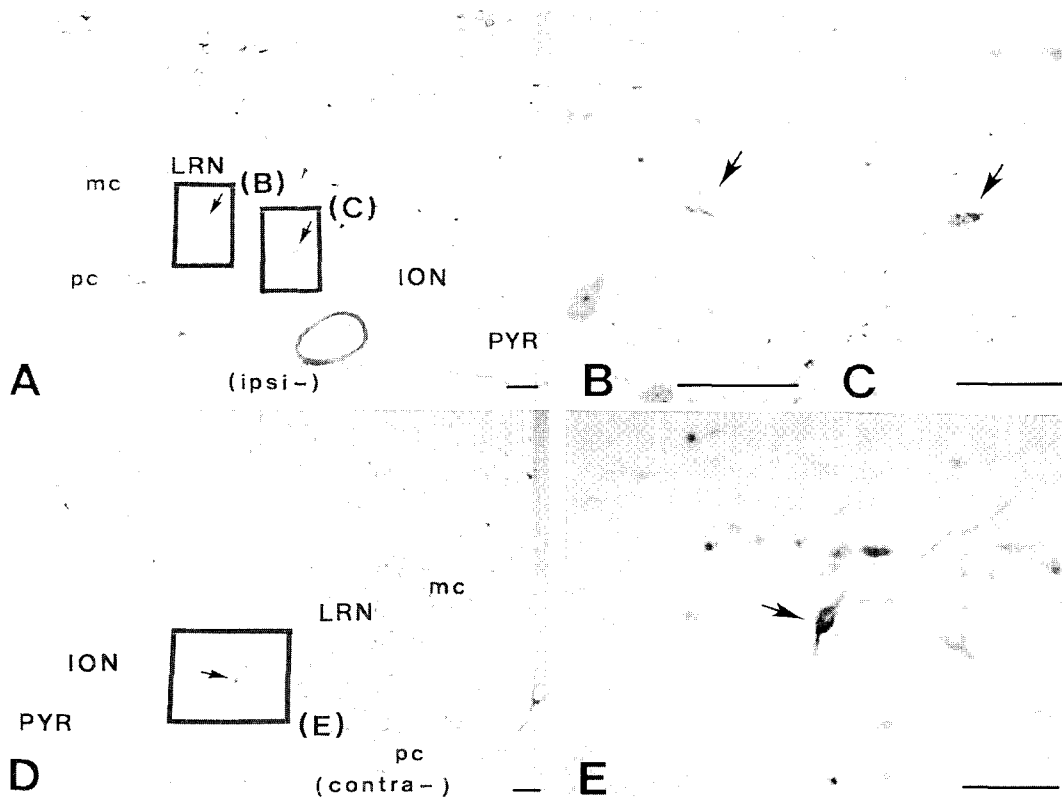 LRN
mc
(B)
(C)
pc
ION
PYR
A
(ipsi-)
B
C
mc
LRN
ION
(E)
PYR
pc
D
(contra-)
E